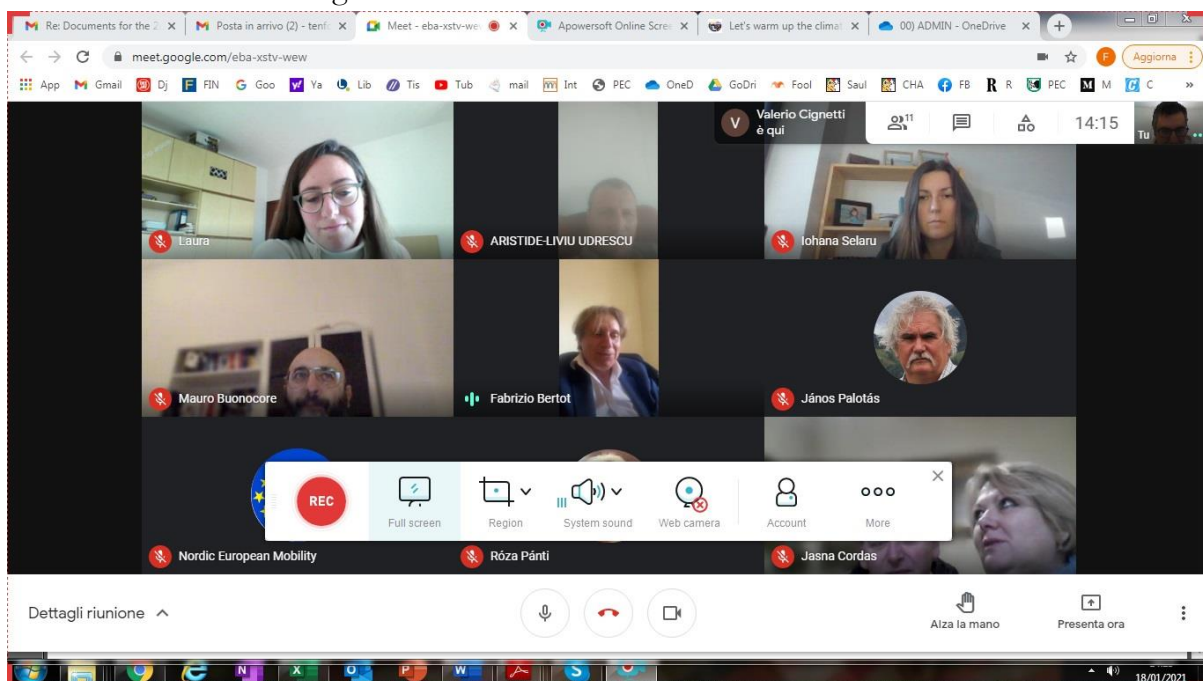 Re: Documents for the 2
Posta in arrivo (2) - tenfo
Meet - eba-xstv-wew
Apowersoft Online Scree
Let's warm up the climat
00) ADMIN - OneDrive
meet.google.com/eba-xstv-wew
F
Aggiorna
App Gmail Dj FIN Goo Ya Lib Tis Tub mail Int PEC OneD GoDri Fool Saul CHA FB R PEC M C »
V
Valerio Cignetti
è qui
11
14:15
Tu
Laura
ARISTIDE-LIVIU UDRESCU
Iohana Selaru
Mauro Buonocore
Fabrizio Bertot
János Palotás
REC
Full screen
Region
System sound
Web camera
Account
More
Nordic European Mobility
Róza Pánti
Jasna Cordas
Dettagli riunione
Alza la mano
Presenta ora
18/01/2021